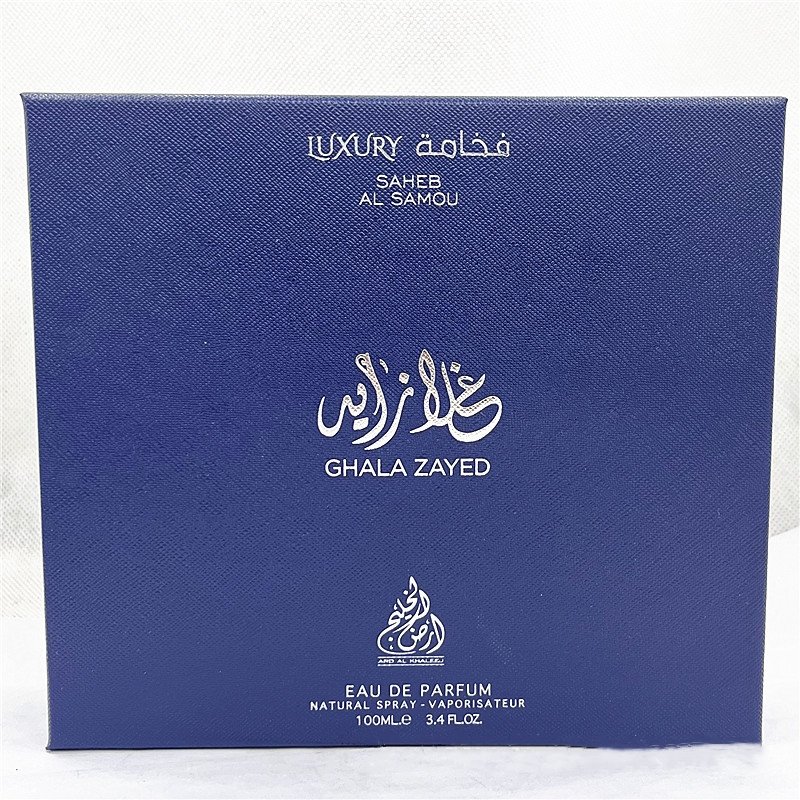 LUXURY فخامة
SAHEB
AL SAMOU
غلا زايد
GHALA ZAYED
أرض الخليج
ARD AL KHALEEJ
EAU DE PARFUM
NATURAL SPRAY - VAPORISATEUR
100ML.e 3.4 FL.OZ.